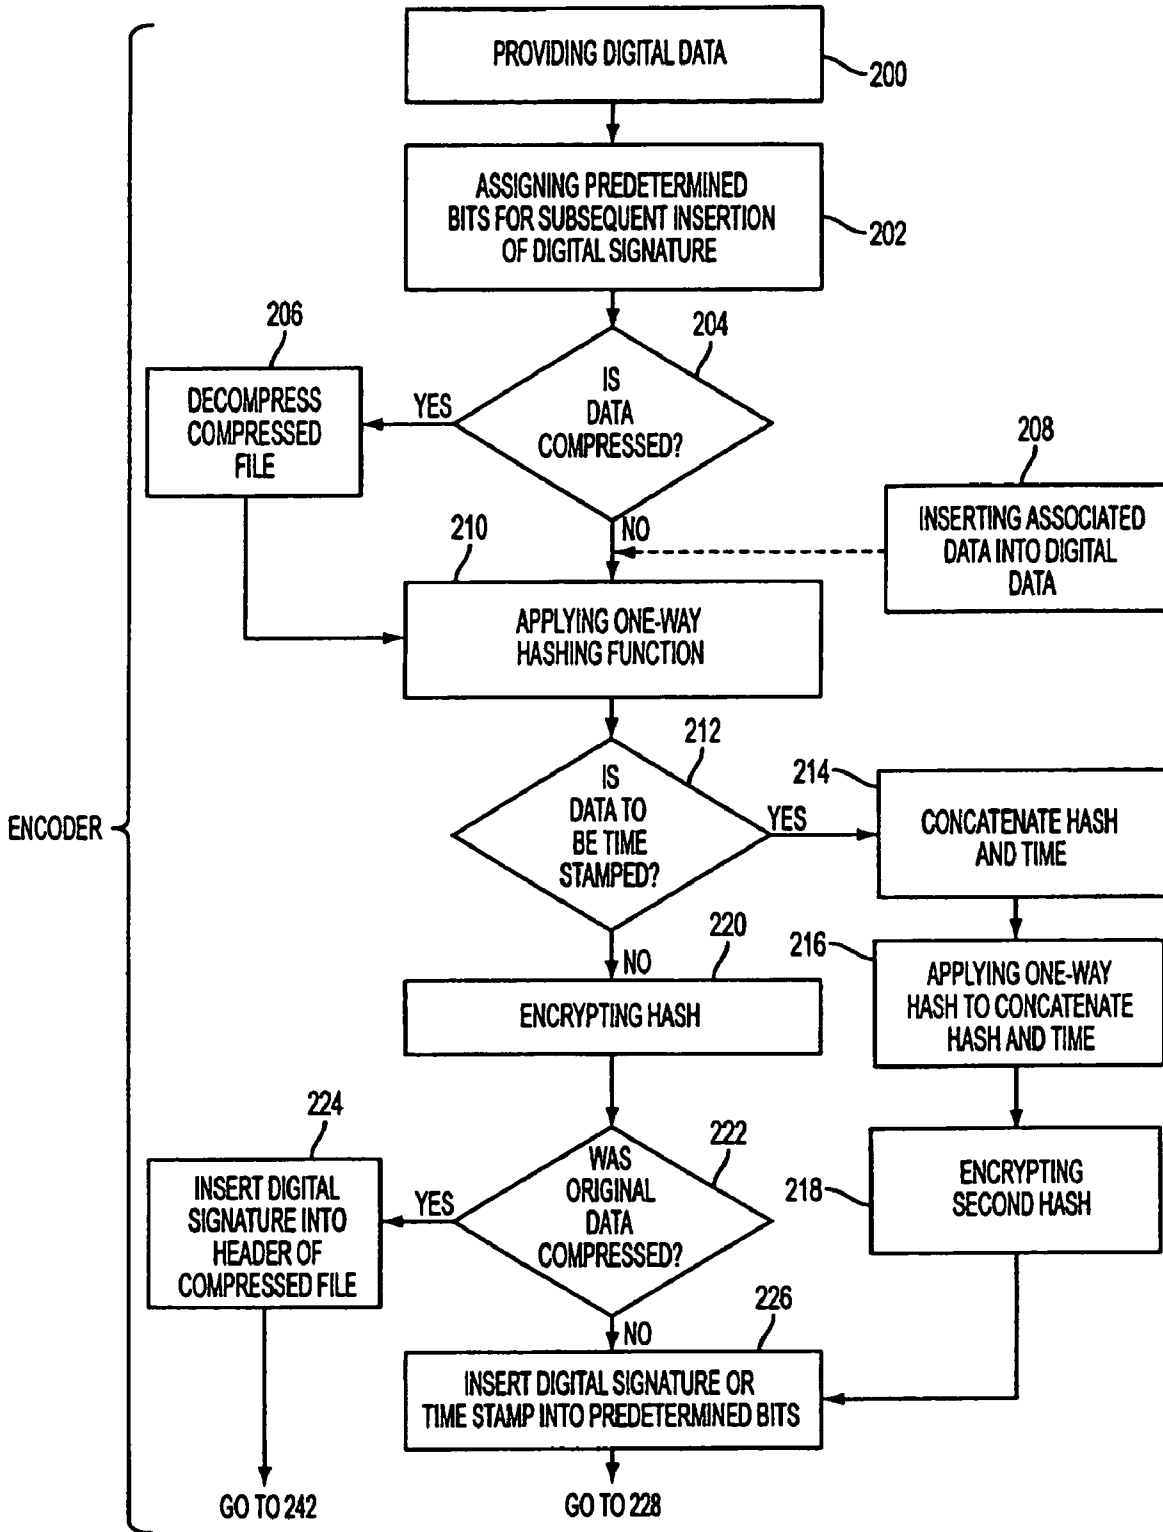 PROVIDING DIGITAL DATA
200
ASSIGNING PREDETERMINED
BITS FOR SUBSEQUENT INSERTION
OF DIGITAL SIGNATURE
202
204
IS
DATA
COMPRESSED?
YES
206
DECOMPRESS
COMPRESSED
FILE
NO
208
INSERTING ASSOCIATED
DATA INTO DIGITAL
DATA
210
APPLYING ONE-WAY
HASHING FUNCTION
212
IS
DATA TO
BE TIME
STAMPED?
YES
214
CONCATENATE HASH
AND TIME
ENCODER
216
APPLYING ONE-WAY
HASH TO CONCATENATE
HASH AND TIME
NO
220
ENCRYPTING HASH
218
ENCRYPTING
SECOND HASH
222
WAS
ORIGINAL
DATA
COMPRESSED?
YES
224
INSERT DIGITAL
SIGNATURE INTO
HEADER OF
COMPRESSED FILE
NO
226
INSERT DIGITAL SIGNATURE OR
TIME STAMP INTO PREDETERMINED BITS
GO TO 242
GO TO 228